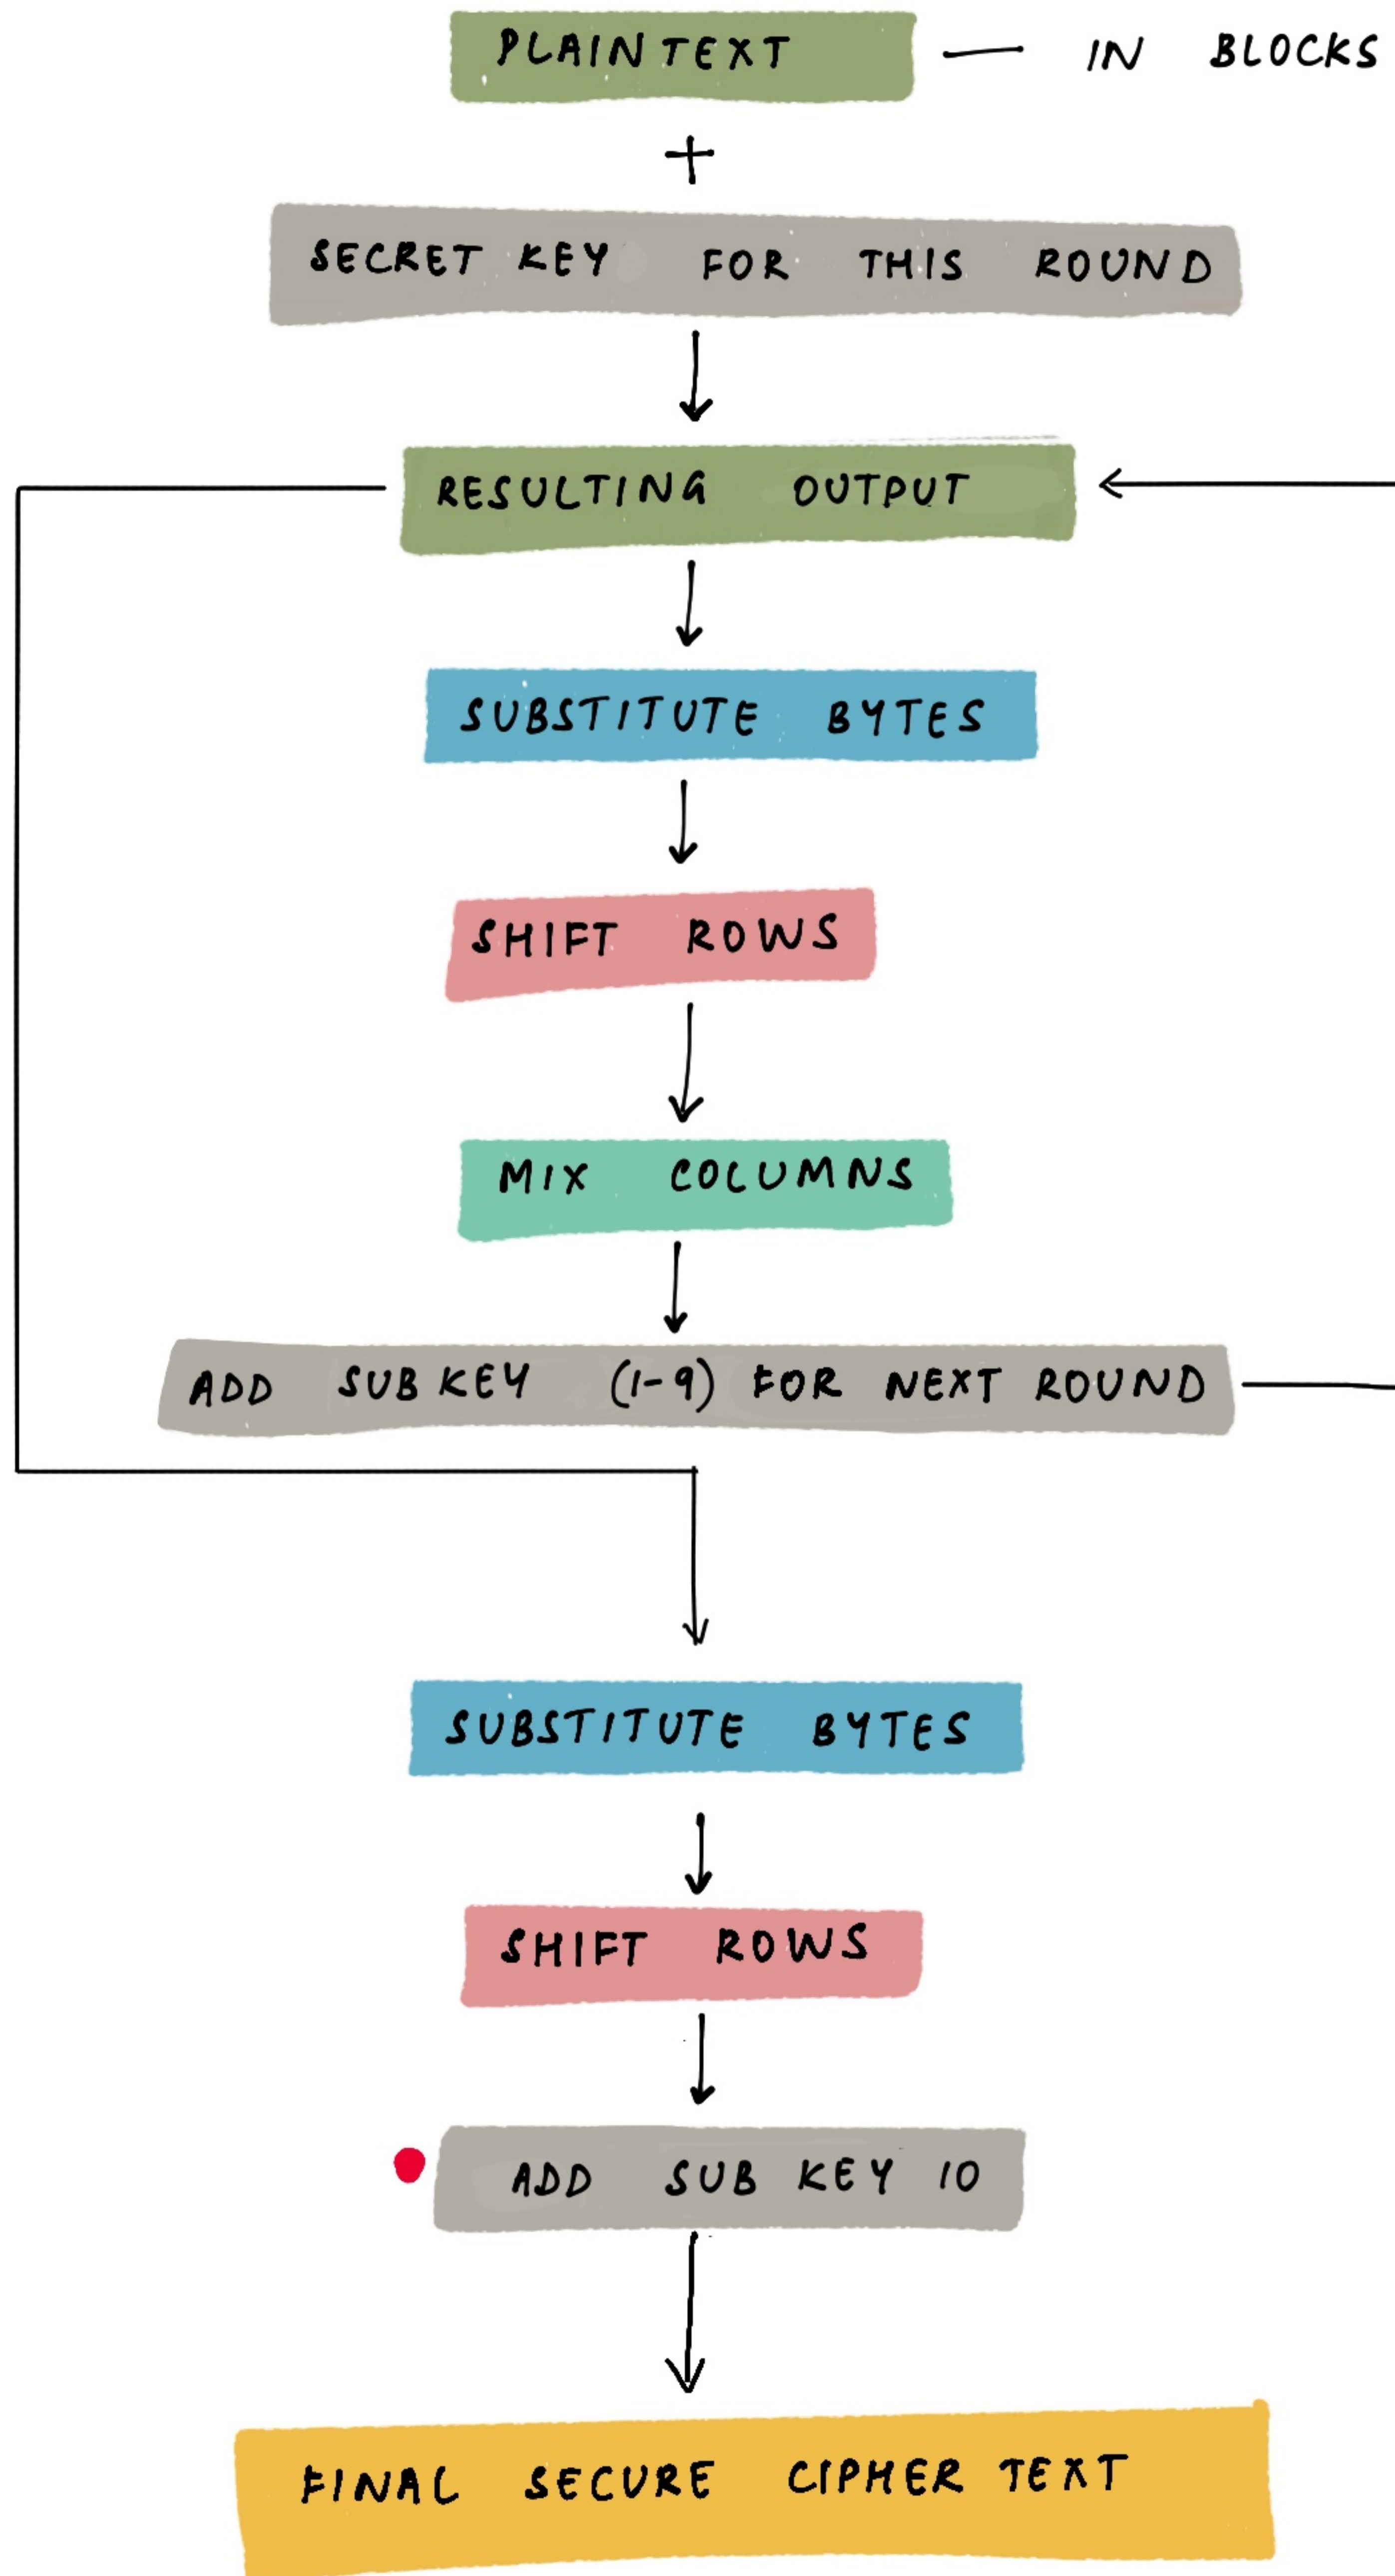 PLAINTEXT — IN BLOCKS
+
SECRET KEY FOR THIS ROUND
RESULTING OUTPUT
SUBSTITUTE BYTES
SHIFT ROWS
MIX COLUMNS
ADD SUB KEY (1-9) FOR NEXT ROUND
SUBSTITUTE BYTES
SHIFT ROWS
ADD SUB KEY 10
FINAL SECURE CIPHER TEXT